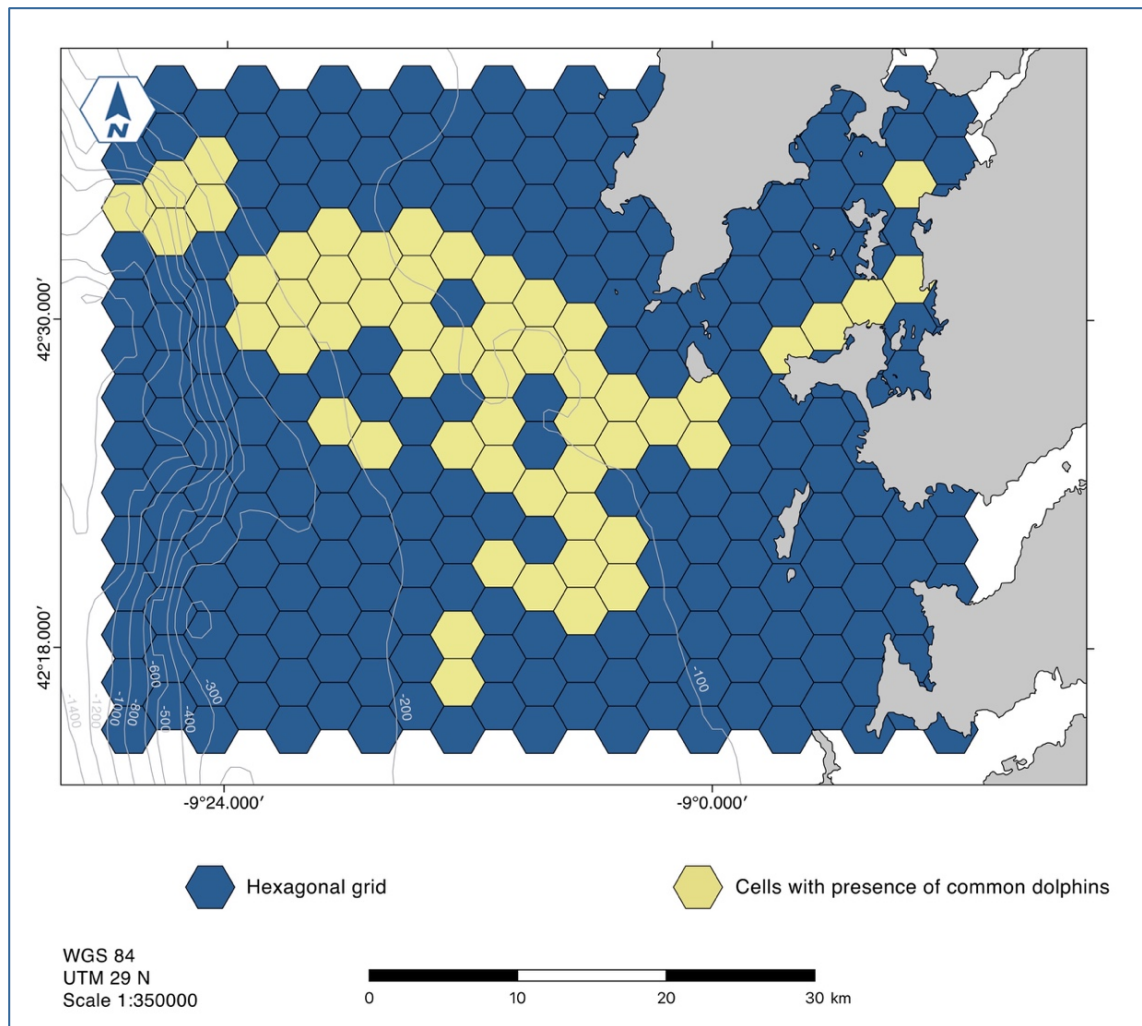 N
42°30.000′
42°18.000′
-1400
-1200
-1000
-800
-600
-500
-400
-300
-200
-100
-9°24.000′
-9°0.000′
Hexagonal grid
Cells with presence of common dolphins
WGS 84
UTM 29 N
Scale 1:350000
0 10 20 30 km